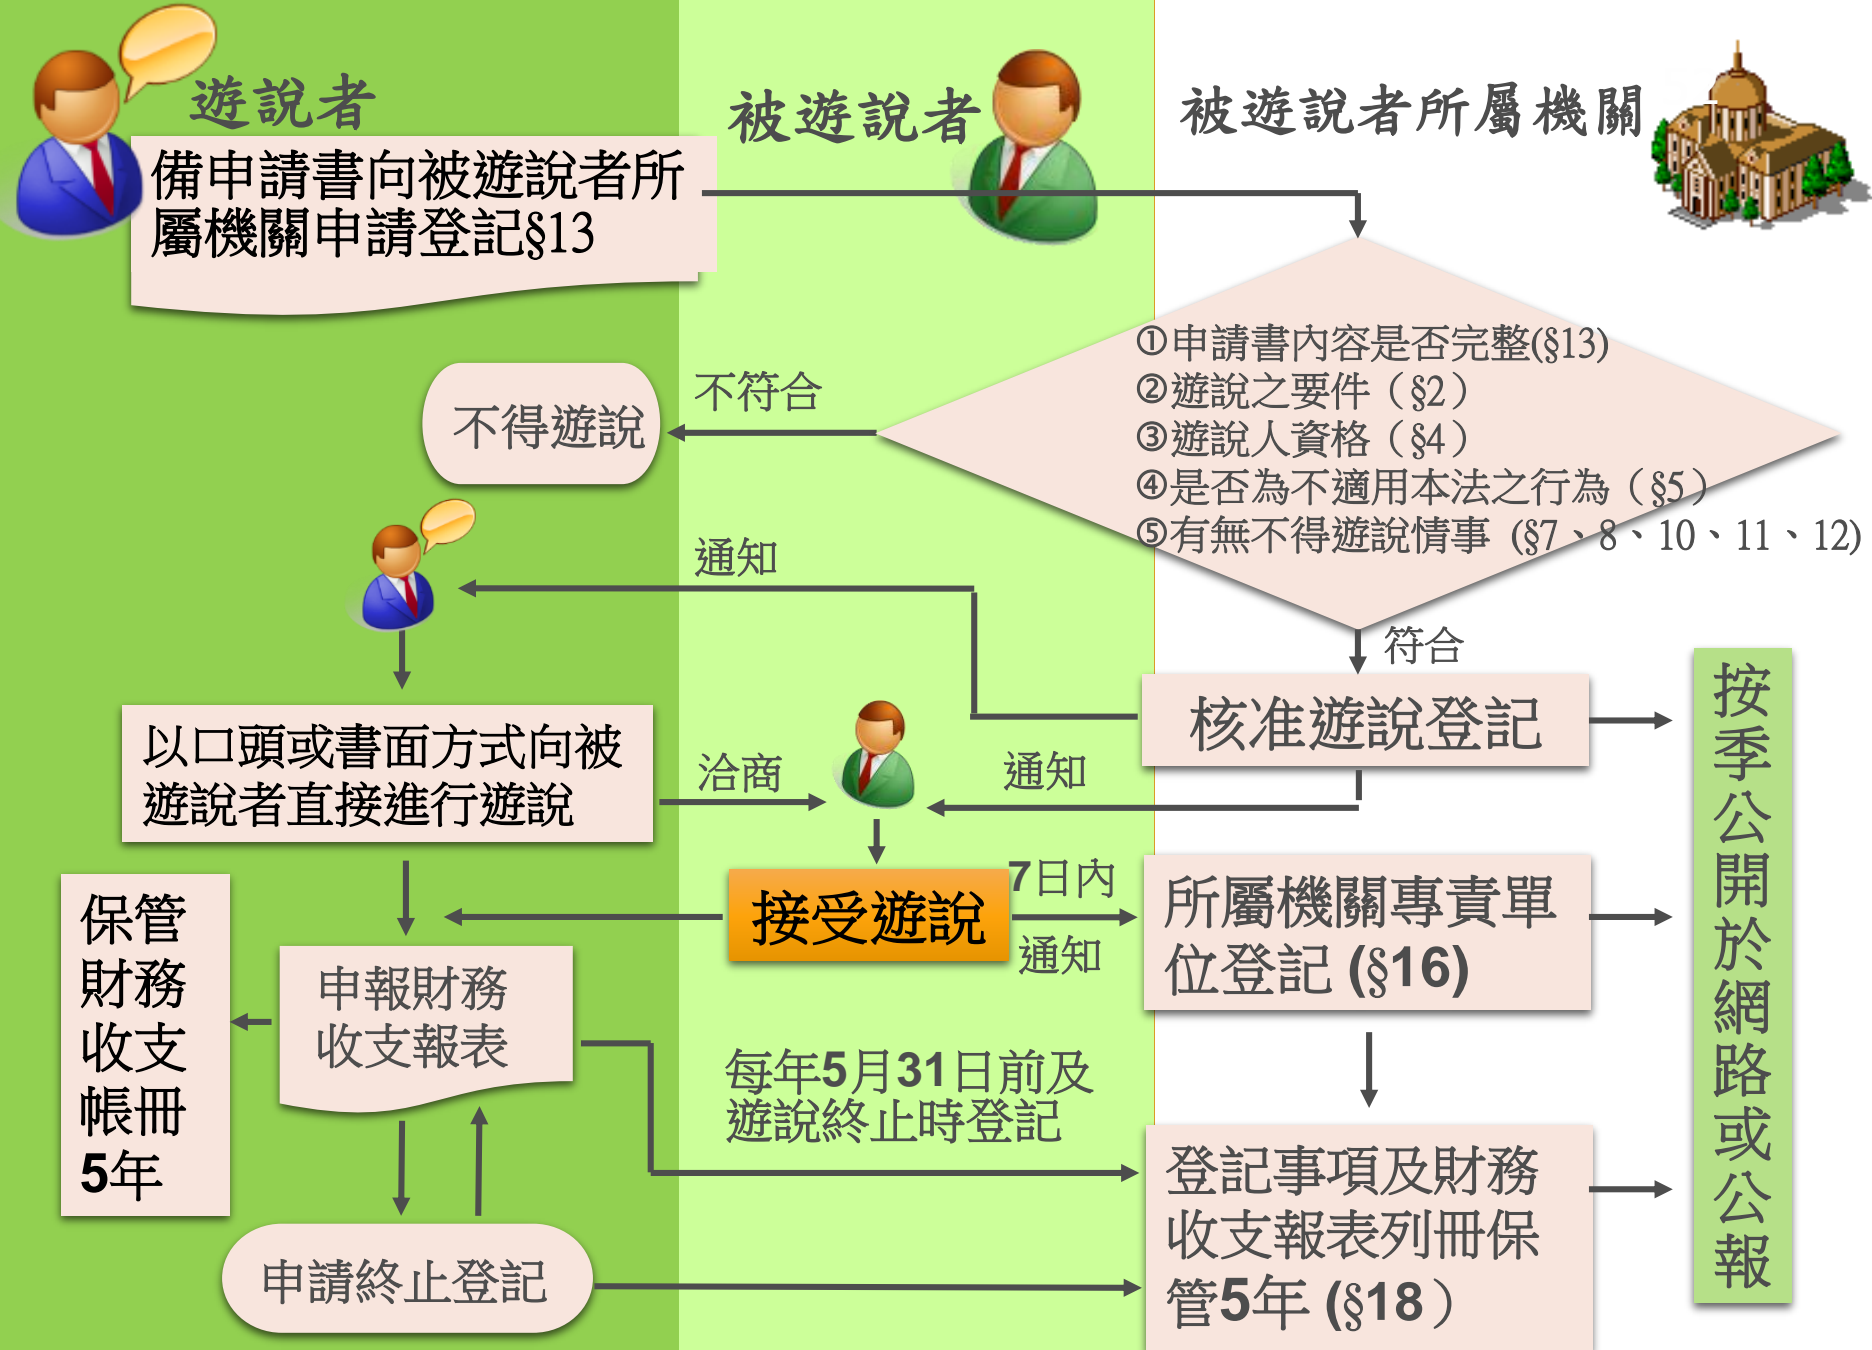 遊說者
被遊說者
被遊說者所屬機關
備申請書向被遊說者所
屬機關申請登記§13
①申請書內容是否完整(§13)
②遊說之要件（§2）
③遊說人資格（§4）
④是否為不適用本法之行為（§5）
⑤有無不得遊說情事 (§7、8、10、11、12)
不符合
不得遊說
通知
符合
核准遊說登記
以口頭或書面方式向被
遊說者直接進行遊說
洽商
通知
接受遊說
7日內
通知
所屬機關專責單
位登記 (§16)
保管
財務
收支
帳冊
5年
申報財務
收支報表
每年5月31日前及
遊說終止時登記
登記事項及財務
收支報表列冊保
管5年 (§18）
申請終止登記
按季公開於網路或公報